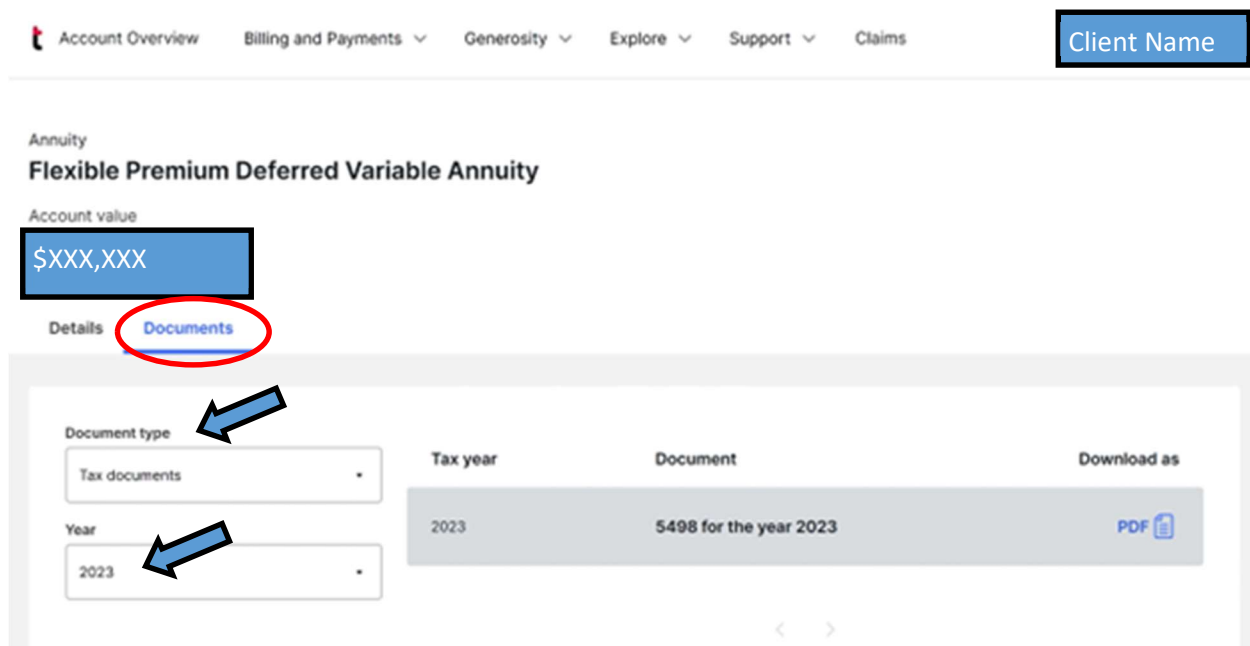 t Account Overview Billing and Payments Generosity Explore Support Claims Client Name
Annuity
Flexible Premium Deferred Variable Annuity
Account value
$XXX,XXX
Details Documents
Document type
Tax documents
Year
2023
Tax year Document Download as
2023 5498 for the year 2023 PDF